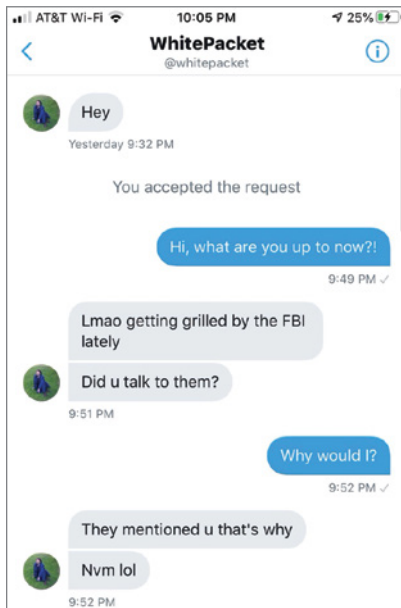 AT&T Wi-Fi 10:05 PM 25%
WhitePacket
@whitepacket
Hey
Yesterday 9:32 PM
You accepted the request
Hi, what are you up to now?!
9:49 PM ✓
Lmao getting grilled by the FBI
lately
Did u talk to them?
9:51 PM
Why would I?
9:52 PM ✓
They mentioned u that's why
Nvm lol
9:52 PM